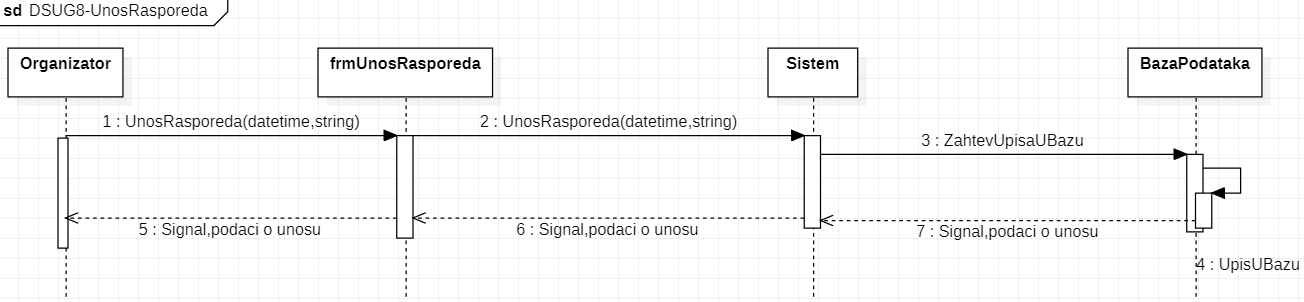 sd DSUG8-UnosRasporeda
Organizator
frmUnosRasporeda
Sistem
BazaPodataka
1 : UnosRasporeda(datetime,string)
2 : UnosRasporeda(datetime,string)
3 : ZahtevUpisaUBazu
5 : Signal,podaci o unosu
6 : Signal,podaci o unosu
7 : Signal,podaci o unosu
4 : UpisUBazu